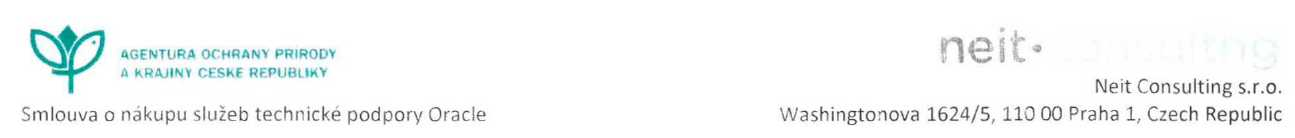 AGENTURA OCHRANY PRIRODY
A KRAJINY CESKE REPUBLIKY
Smlouva o nákupu služeb technické podpory Oracle
neit·consultng
Neit Consulting s.r.o.
Washingtonova 1624/5, 110 00 Praha 1, Czech Republic